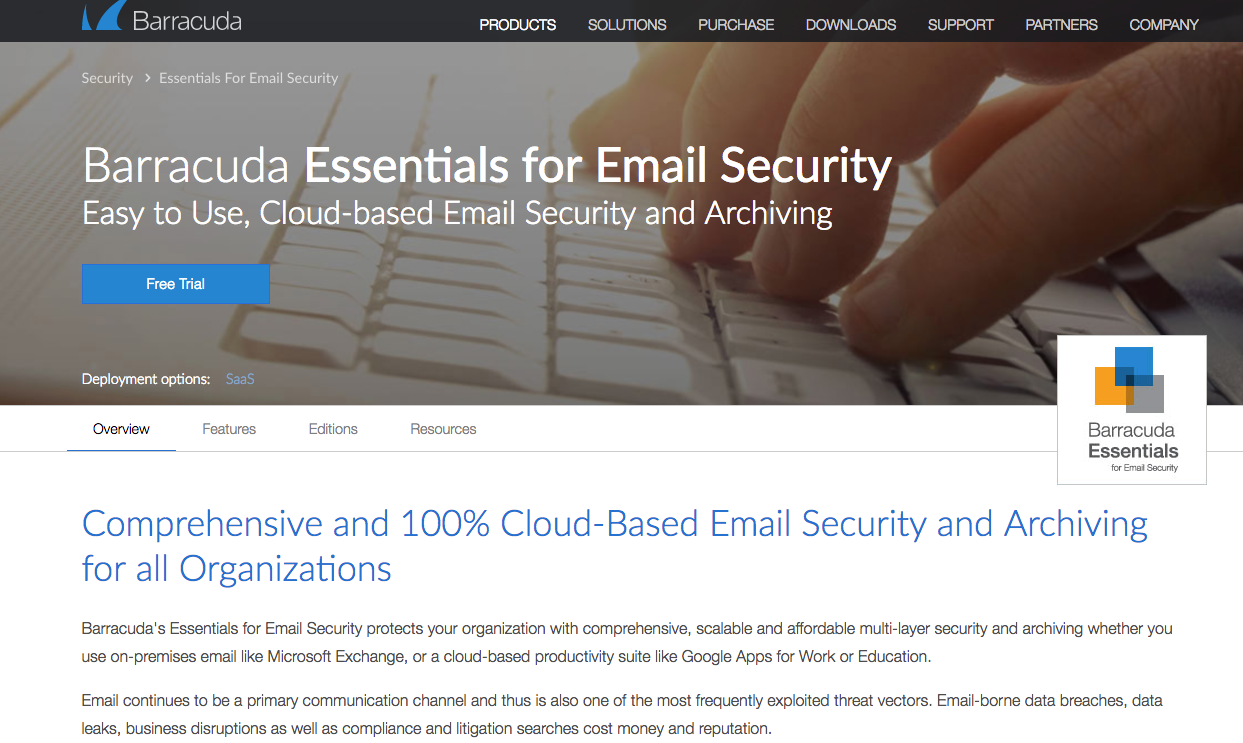 Barracuda
PRODUCTS SOLUTIONS PURCHASE DOWNLOADS SUPPORT PARTNERS COMPANY
Security > Essentials For Email Security
Barracuda Essentials for Email Security
Easy to Use, Cloud-based Email Security and Archiving
Free Trial
Deployment options: SaaS
Overview Features Editions Resources
Barracuda
Essentials
for Email Security
Comprehensive and 100% Cloud-Based Email Security and Archiving
for all Organizations
Barracuda's Essentials for Email Security protects your organization with comprehensive, scalable and affordable multi-layer security and archiving whether you
use on-premises email like Microsoft Exchange, or a cloud-based productivity suite like Google Apps for Work or Education.
Email continues to be a primary communication channel and thus is also one of the most frequently exploited threat vectors. Email-borne data breaches, data
leaks, business disruptions as well as compliance and litigation searches cost money and reputation.